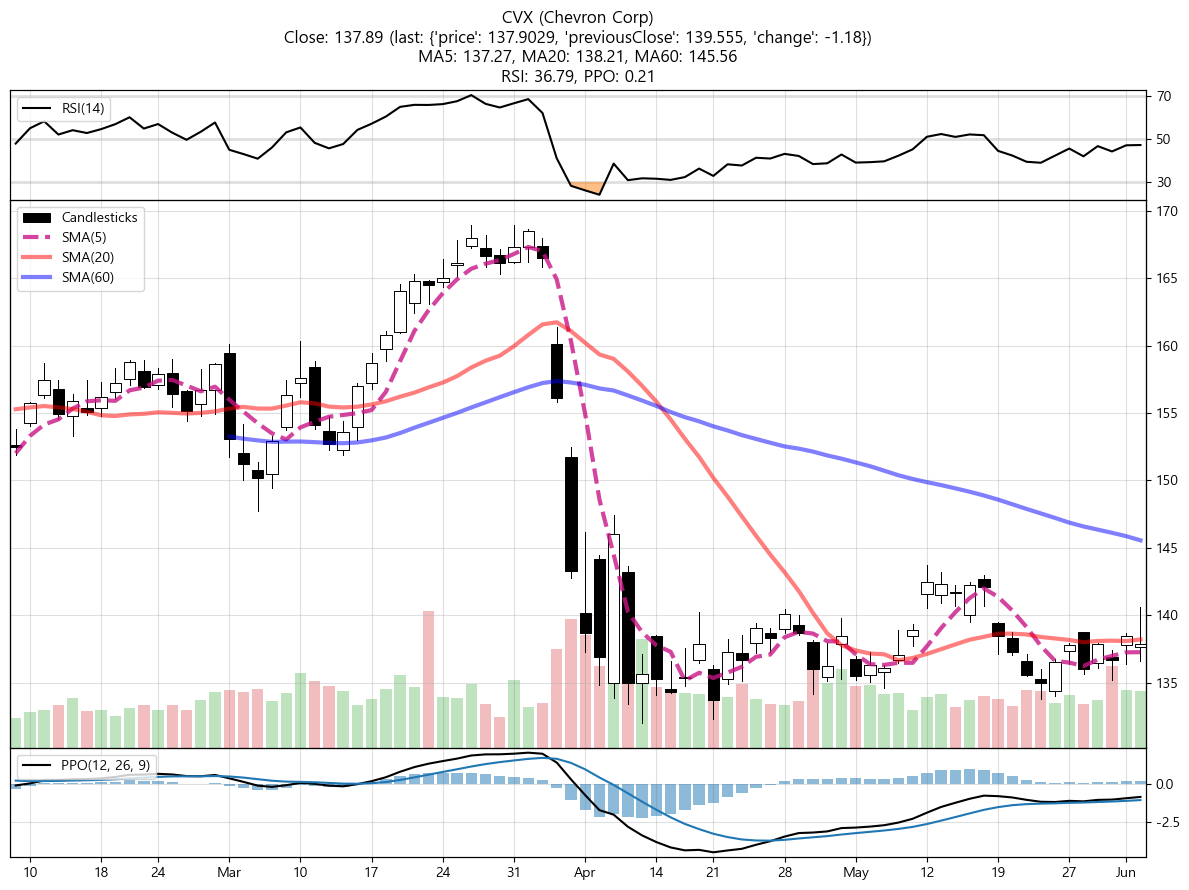 CVX (Chevron Corp)
Close: 137.89 (last: {'price': 137.9029, 'previousClose': 139.555, 'change': -1.18})
MA5: 137.27, MA20: 138.21, MA60: 145.56
RSI: 36.79, PPO: 0.21
RSI(14)
70
50
30
Candlesticks
SMA(5)
SMA(20)
SMA(60)
170
165
160
155
150
145
140
135
PPO(12, 26, 9)
0.0
−2.5
10 18 24 Mar 10 17 24 31 Apr 14 21 28 May 12 19 27 Jun